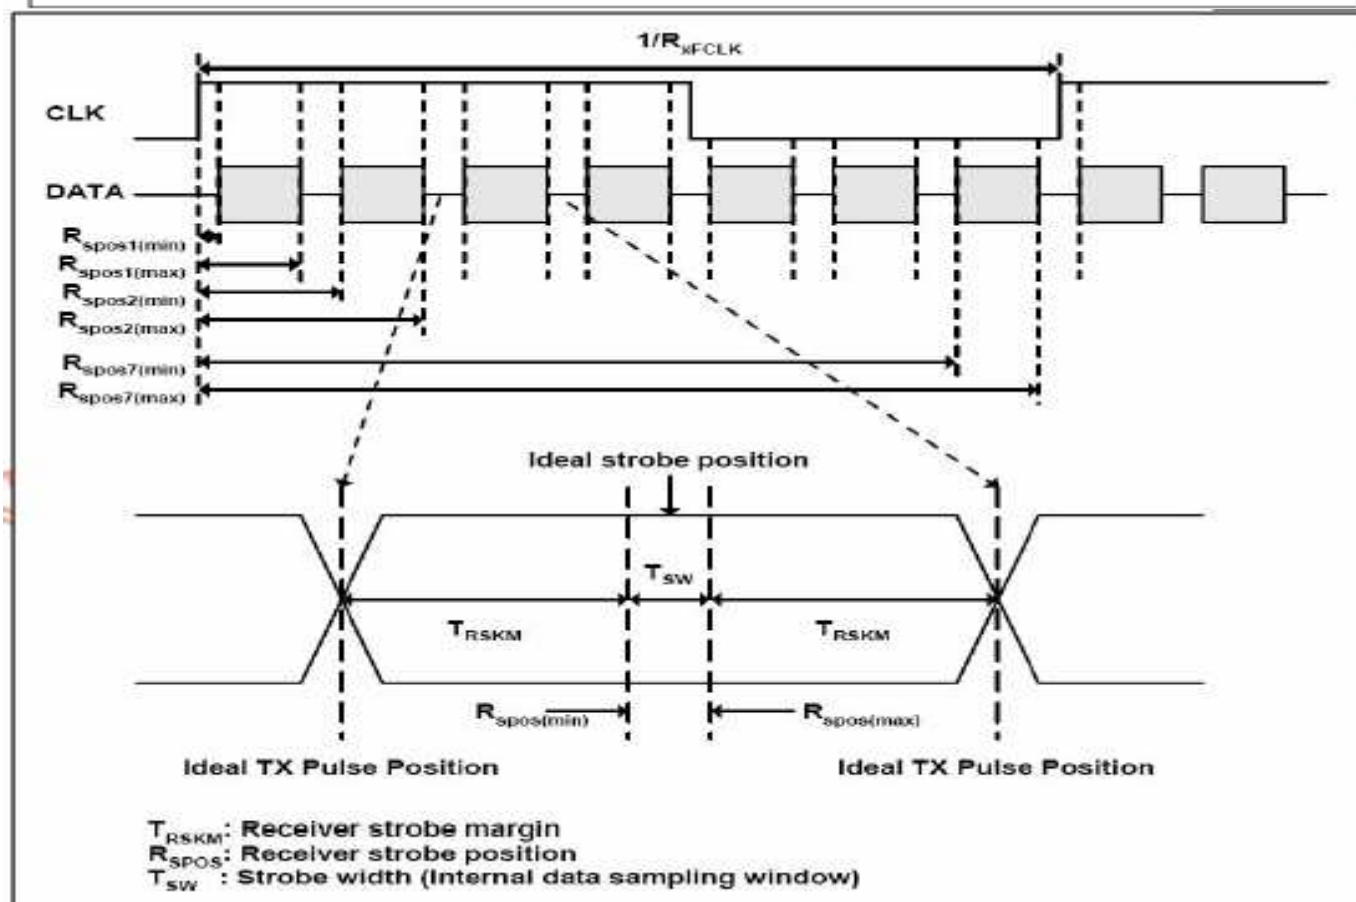 1/RxFCLK
CLK
DATA
Rspos1(min)
Rspos1(max)
Rspos2(min)
Rspos2(max)
Rspos7(min)
Rspos7(max)
Ideal strobe position
TSW
TRSKM
TRSKM
Rspos(min)
Rspos(max)
Ideal TX Pulse Position
Ideal TX Pulse Position
TRSKM: Receiver strobe margin
RSPOS: Receiver strobe position
TSW : Strobe width (Internal data sampling window)